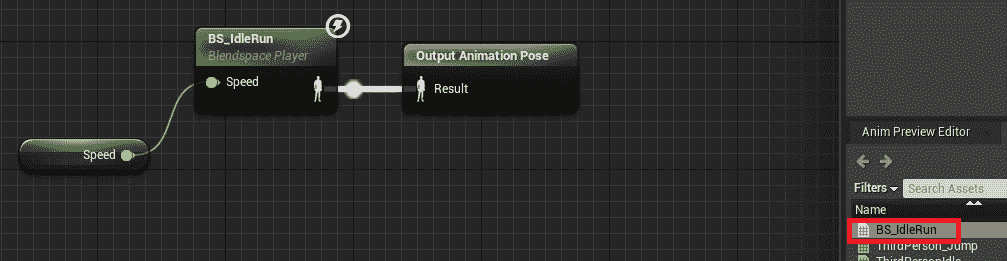 BS_IdleRun
Blendspace Player
Speed
Output Animation Pose
Result
Speed
Anim Preview Editor
Filters
Search Assets
Name
BS_IdleRun
ThirdPerson_Jump
ThirdPersonIdle